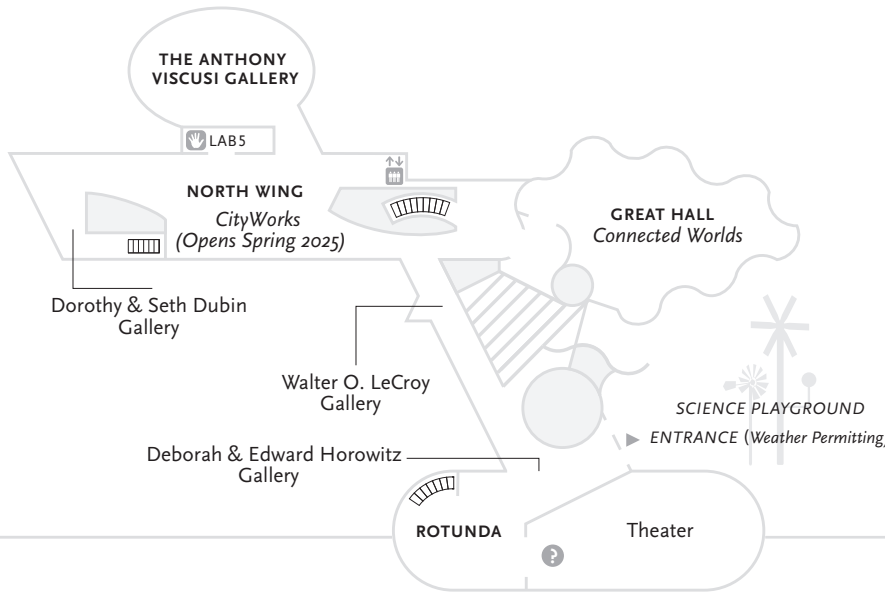 THE ANTHONY
VISCUSI GALLERY
LAB5
NORTH WING
CityWorks
(Opens Spring 2025)
GREAT HALL
Connected Worlds
Dorothy & Seth Dubin
Gallery
Walter O. LeCroy
Gallery
SCIENCE PLAYGROUND
ENTRANCE (Weather Permitting)
Deborah & Edward Horowitz
Gallery
ROTUNDA
Theater
?